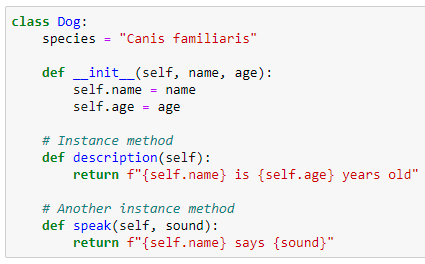 class Dog:
    species = "Canis familiaris"

    def __init__(self, name, age):
        self.name = name
        self.age = age

    # Instance method
    def description(self):
        return f"{self.name} is {self.age} years old"

    # Another instance method
    def speak(self, sound):
        return f"{self.name} says {sound}"